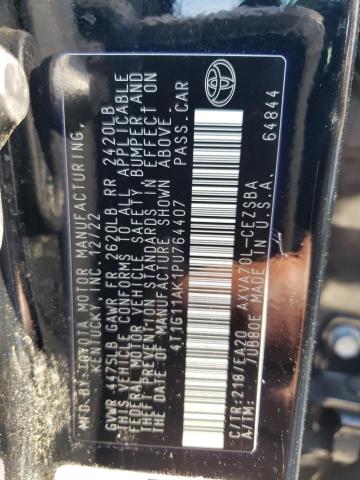 MFD.BY:TOYOTA MOTOR MANUFACTURING,
KENTUCKY, INC. 12/22
GVWR 4475LB GAWR FR 2620LB RR 2420LB
THIS VEHICLE CONFORMS TO ALL APPLICABLE
FEDERAL MOTOR VEHICLE SAFETY, BUMPER AND
THEFT PREVENTION STANDARDS IN EFFECT ON
THE DATE OF MANUFACTURE SHOWN ABOVE.
4T1G11AK1PU764407 PASS.CAR
64844
C/TR:218/EA20 AXVA70L-CEZSBA
A/TM: /UB80E MADE IN U.S.A.